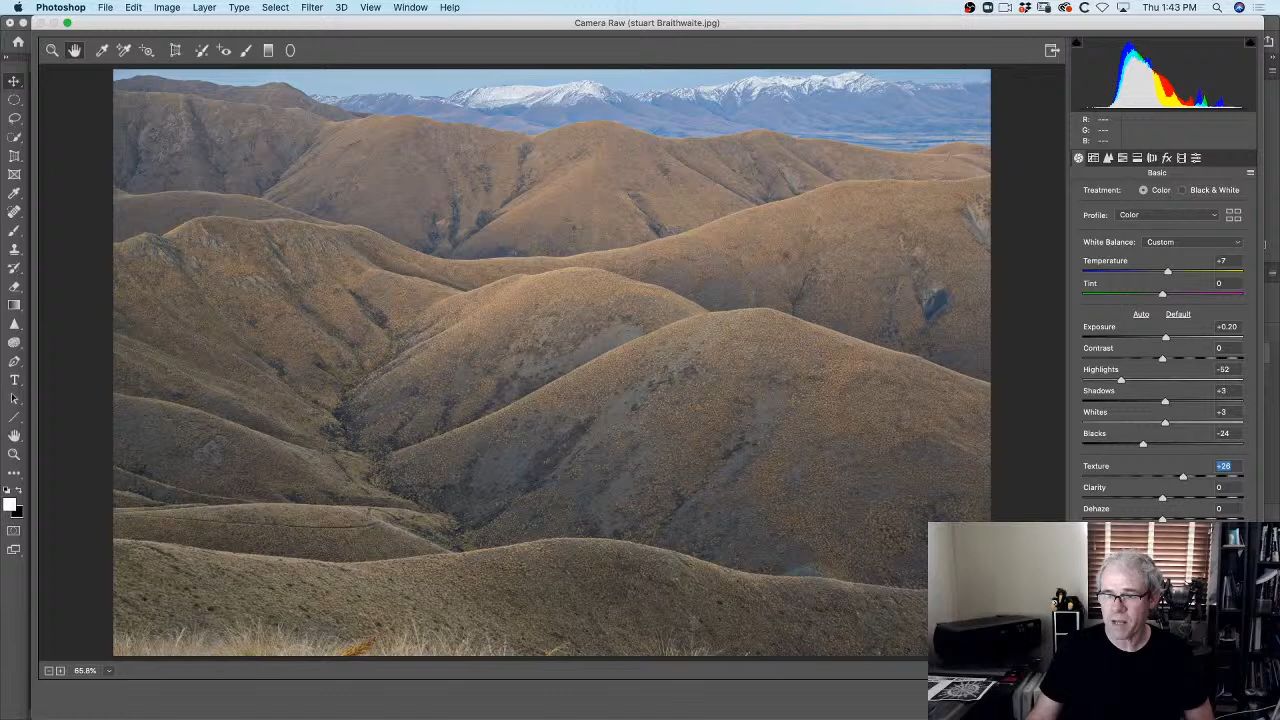 Photoshop File Edit Image Layer Type Select Filter 3D View Window Help Thu 1:43 PM
Camera Raw (stuart Braithwaite.jpg)
R: ---
G: ---
B: ---
Basic
Treatment: Color Black & White
Profile: Color
White Balance: Custom
Temperature +7
Tint 0
Auto Default
Exposure +0.20
Contrast 0
Highlights -52
Shadows +3
Whites +3
Blacks -24
Texture +26
Clarity 0
Dehaze 0
65.8%